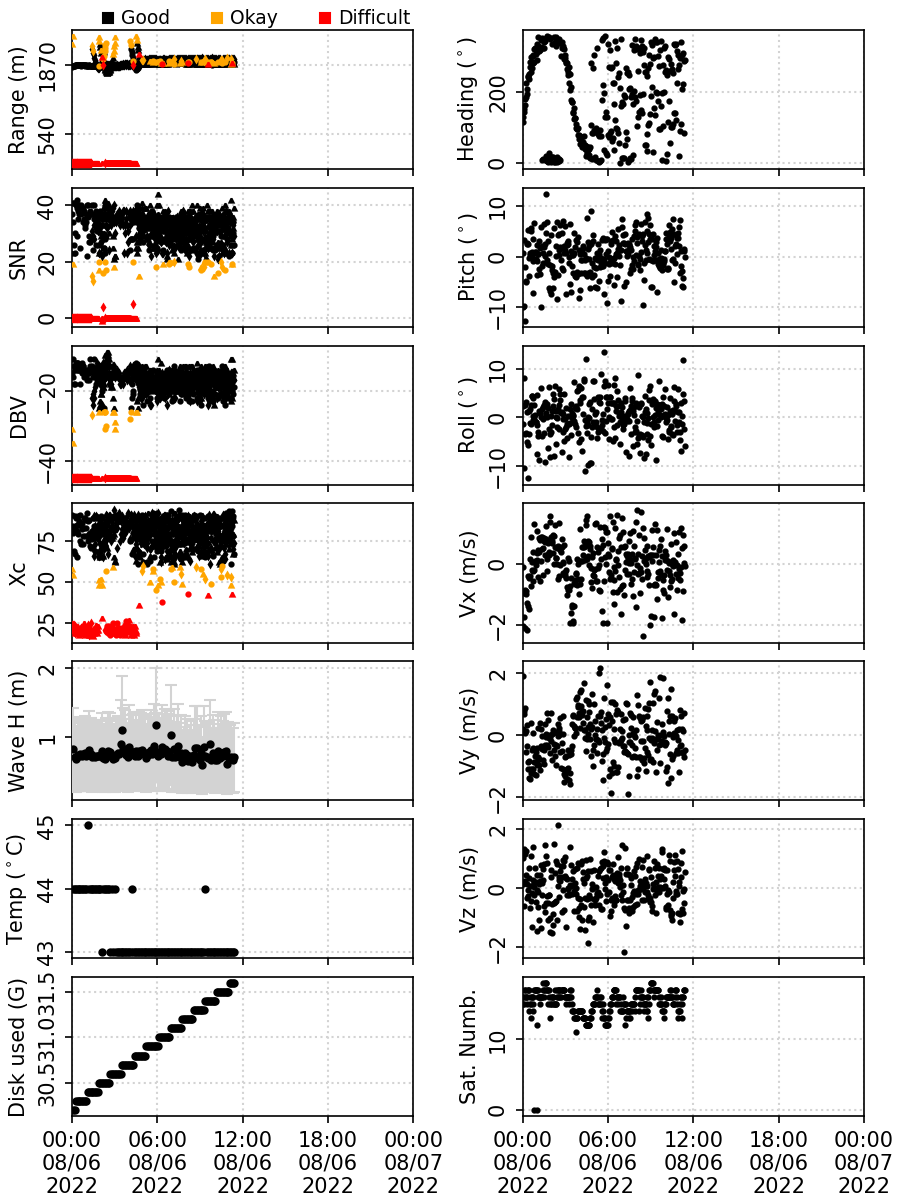 Good Okay Difficult
Range (m)
1870
540
Heading (°)
200
0
SNR
40
20
0
Pitch (°)
10
0
−10
DBV
−20
−40
Roll (°)
10
0
−10
Xc
75
50
25
Vx (m/s)
0
−2
Wave H (m)
2
1
Vy (m/s)
2
0
−2
Temp (°C)
45
44
43
Vz (m/s)
2
0
−2
Disk used (G)
31.5
31.0
30.5
Sat. Numb.
10
0
00:00 06:00 12:00 18:00 00:00
08/06 08/06 08/06 08/06 08/07
2022 2022 2022 2022 2022
00:00 06:00 12:00 18:00 00:00
08/06 08/06 08/06 08/06 08/07
2022 2022 2022 2022 2022